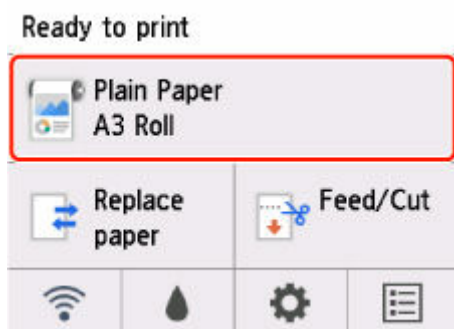 Ready to print
Plain Paper
A3 Roll
Replace
paper
Feed/Cut